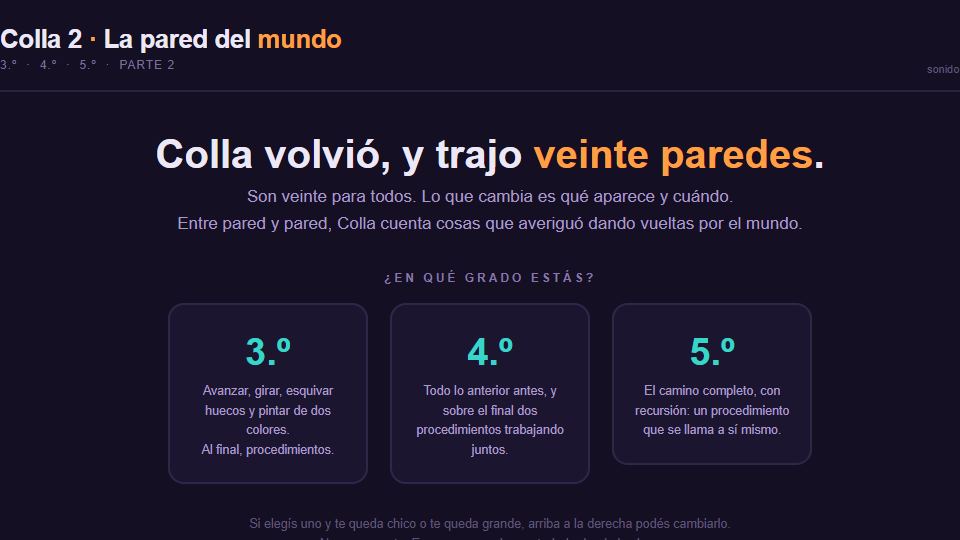 Colla 2 · La pared del mundo
3.º · 4.º · 5.º · PARTE 2
sonido
Colla volvió, y trajo veinte paredes.
Son veinte para todos. Lo que cambia es qué aparece y cuándo.
Entre pared y pared, Colla cuenta cosas que averiguó dando vueltas por el mundo.
¿EN QUÉ GRADO ESTÁS?
3.º
Avanzar, girar, esquivar
huecos y pintar de dos
colores.
Al final, procedimientos.
4.º
Todo lo anterior antes, y
sobre el final dos
procedimientos trabajando
juntos.
5.º
El camino completo, con
recursión: un procedimiento
que se llama a sí mismo.
Si elegís uno y te queda chico o te queda grande, arriba a la derecha podés cambiarlo.